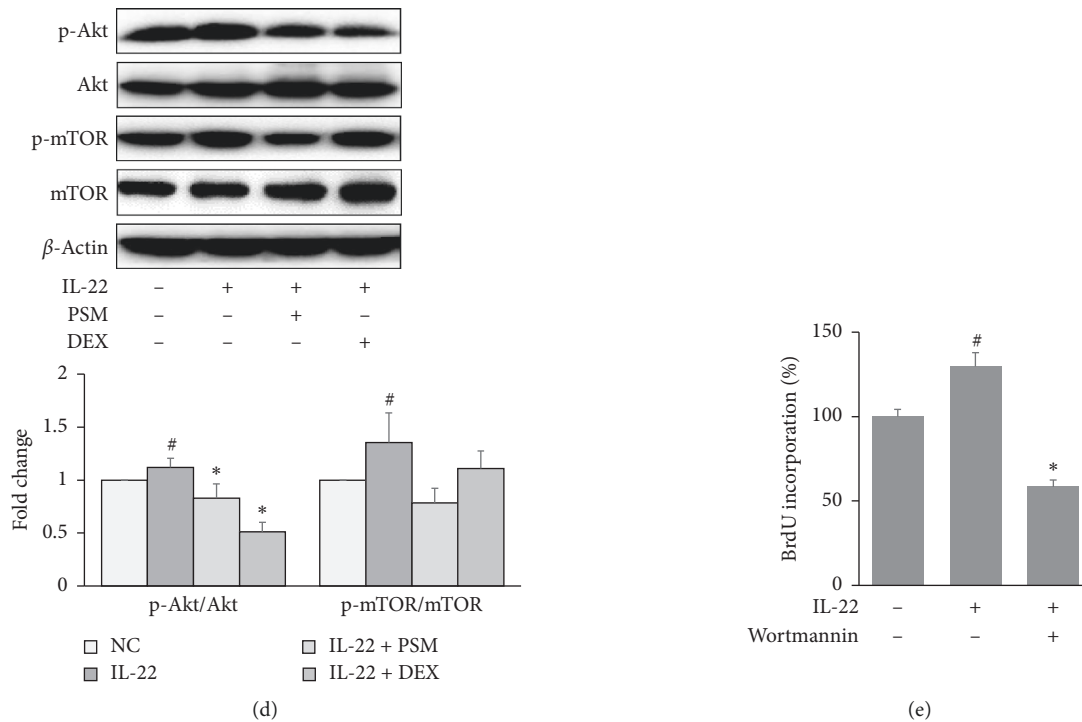 p-Akt
Akt
p-mTOR
mTOR
β-Actin
IL-22 – + + +
PSM – – + –
DEX – – – +
2
1.5
1
0.5
0
Fold change
# * * #
p-Akt/Akt p-mTOR/mTOR
NC IL-22 + PSM
IL-22 IL-22 + DEX
(d)
150
100
50
0
BrdU incorporation (%)
# *
IL-22 – + +
Wortmannin – – +
(e)